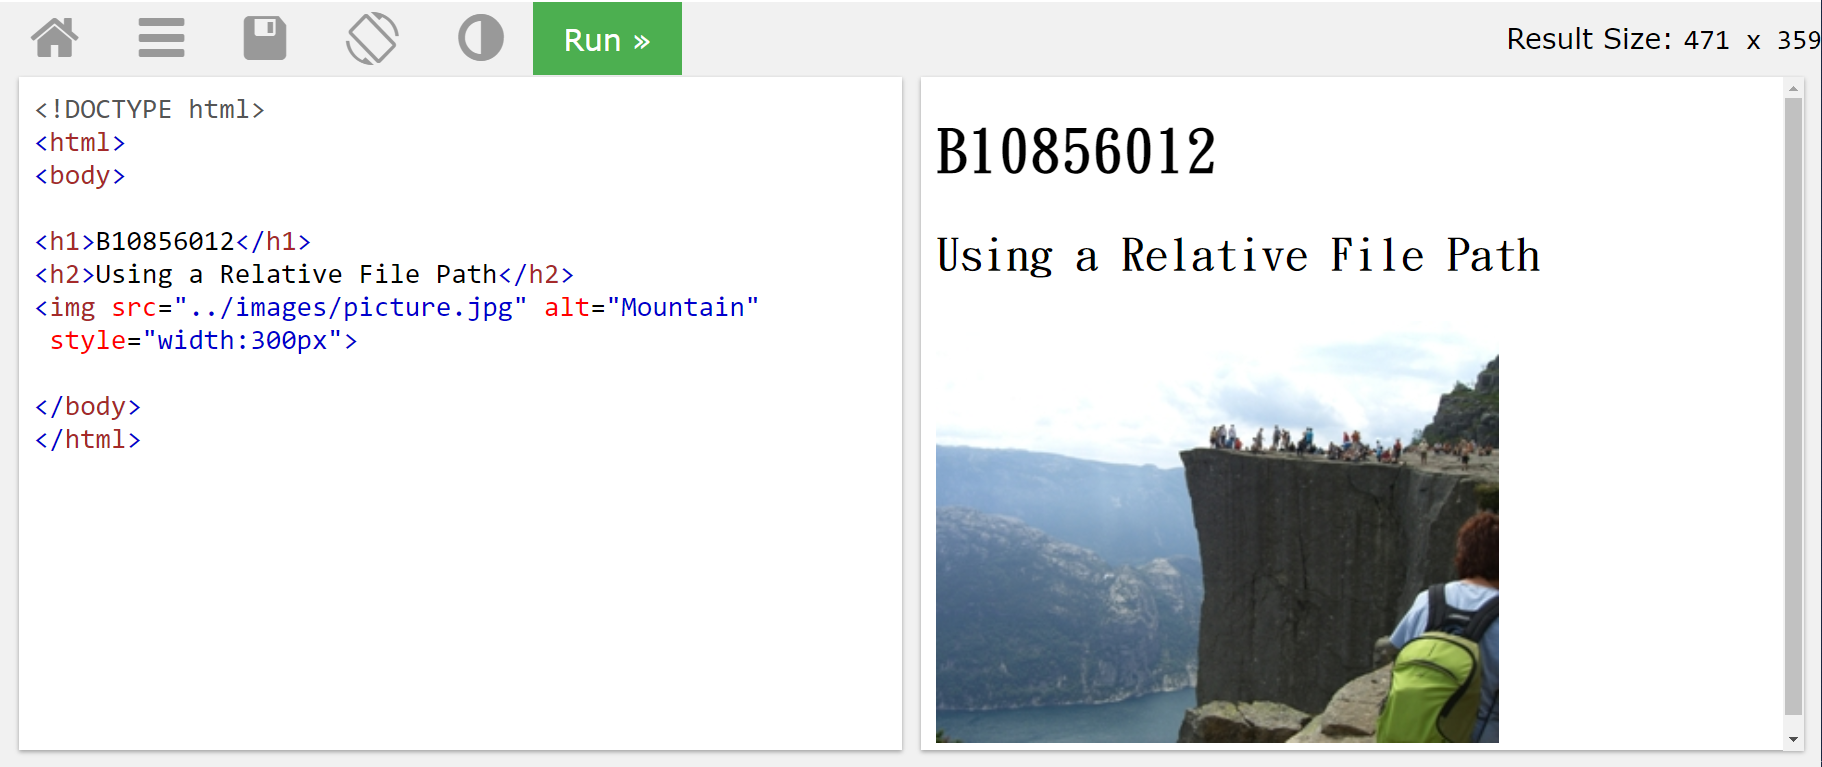 Run »
Result Size: 471 x 359
<!DOCTYPE html>
<html>
<body>
<h1>B10856012</h1>
<h2>Using a Relative File Path</h2>
<img src="../images/picture.jpg" alt="Mountain"
style="width:300px">
</body>
</html>
B10856012
Using a Relative File Path